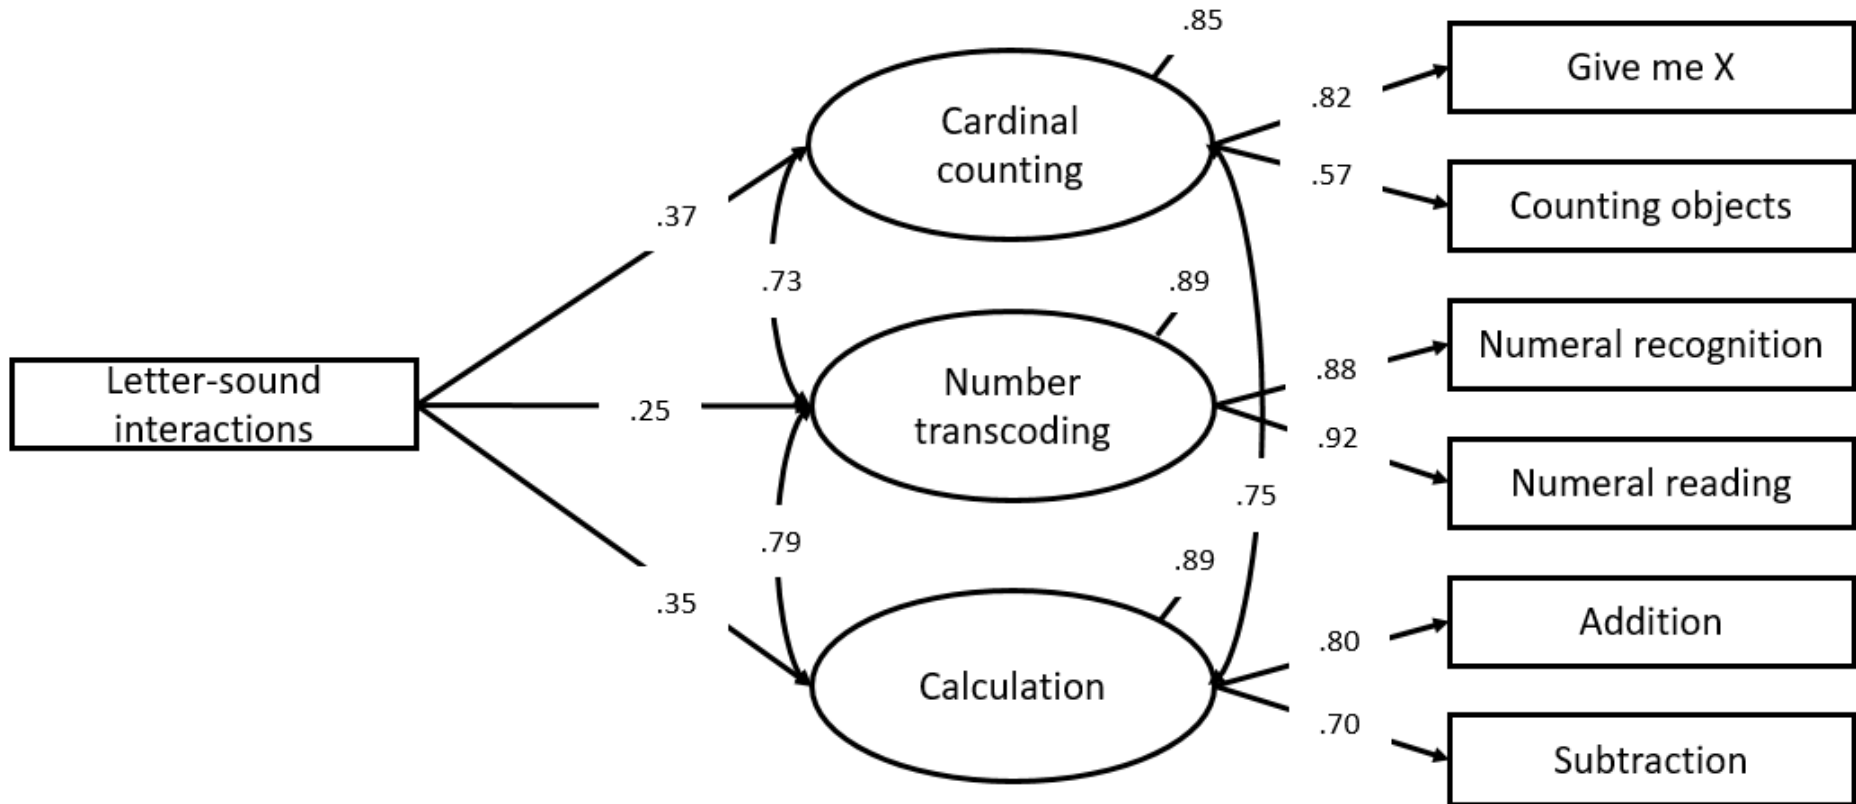 .85
Give me X
.82
Cardinal
counting
.57
Counting objects
.37
.73
.89
Numeral recognition
.88
Letter-sound
interactions
.25
Number
transcoding
.92
Numeral reading
.75
.79
.89
.35
Addition
.80
Calculation
.70
Subtraction